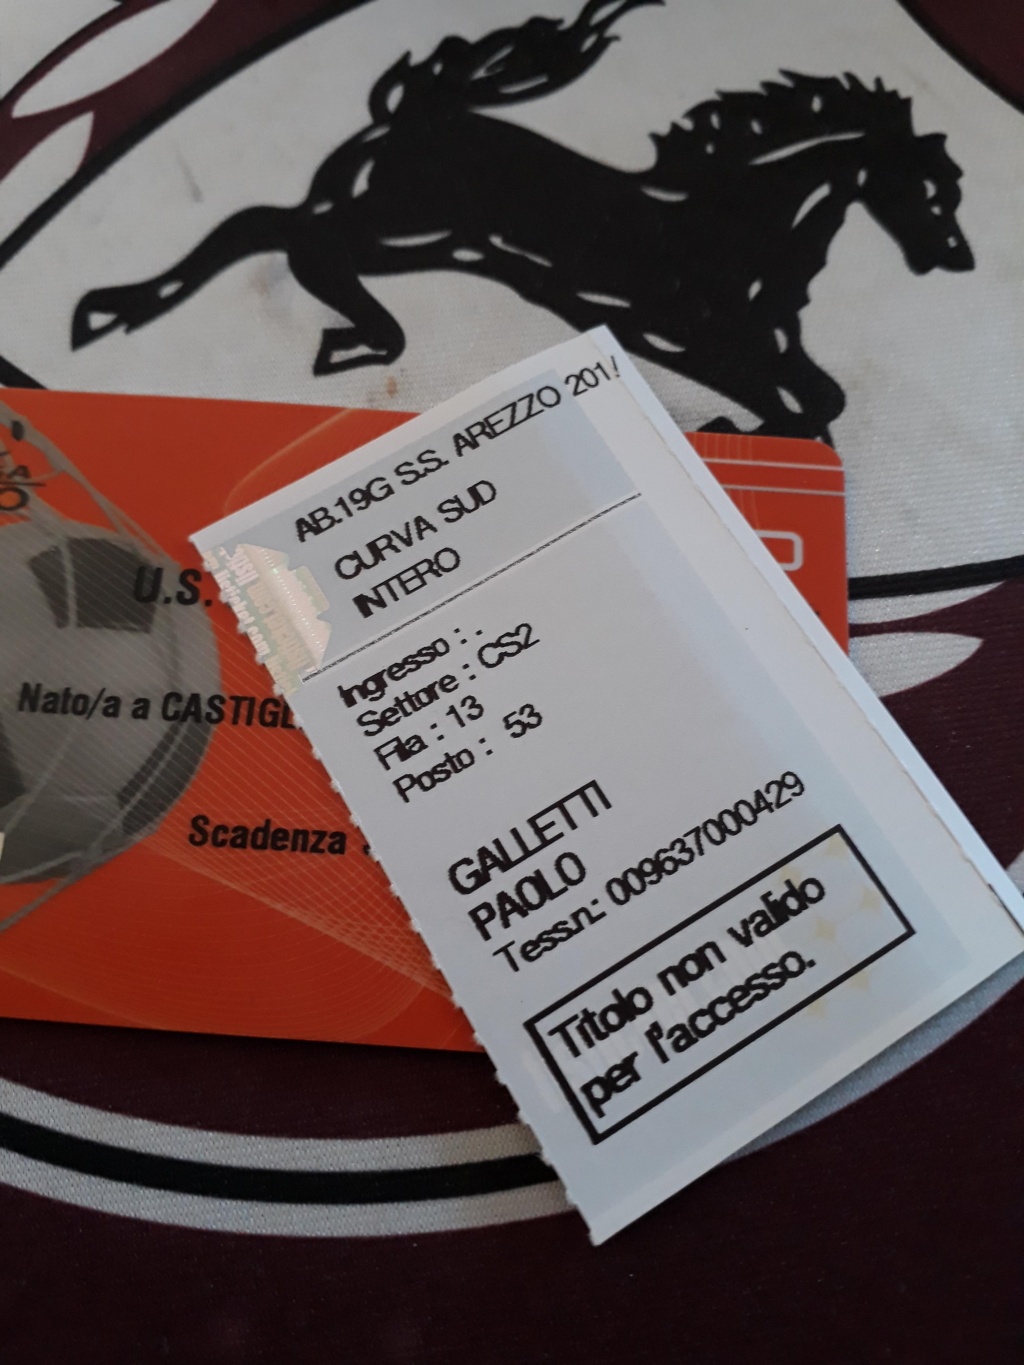 AB.19G S.S. AREZZO 201
CURVA SUD
INTERO
Ingresso : .
Settore : CS2
Fila : 13
Posto : 53
GALLETTI
PAOLO
Tess.n.: 009637000429
Titolo non valido
per l'accesso.
U.S.
Nato/a a CASTIGL
Scadenza